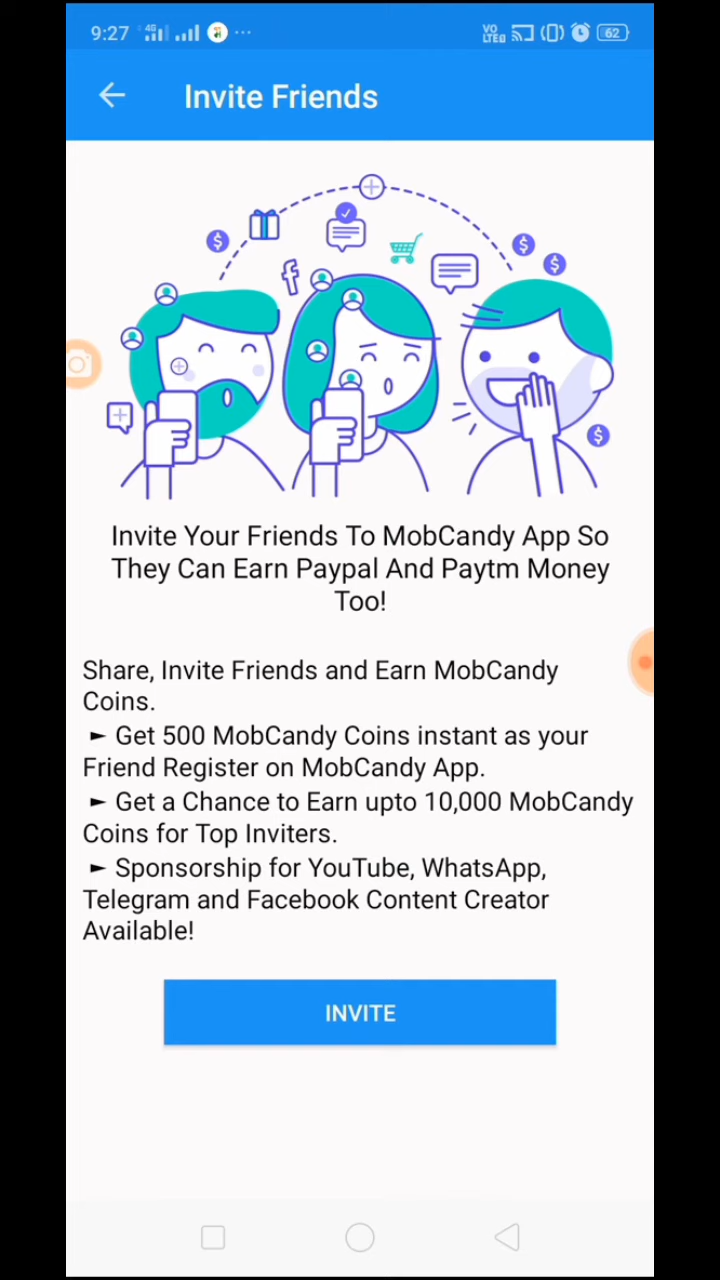 9:27 4G ... VO LTE2 62
Invite Friends
Invite Your Friends To MobCandy App So
They Can Earn Paypal And Paytm Money
Too!
Share, Invite Friends and Earn MobCandy
Coins.
► Get 500 MobCandy Coins instant as your
Friend Register on MobCandy App.
► Get a Chance to Earn upto 10,000 MobCandy
Coins for Top Inviters.
► Sponsorship for YouTube, WhatsApp,
Telegram and Facebook Content Creator
Available!
INVITE